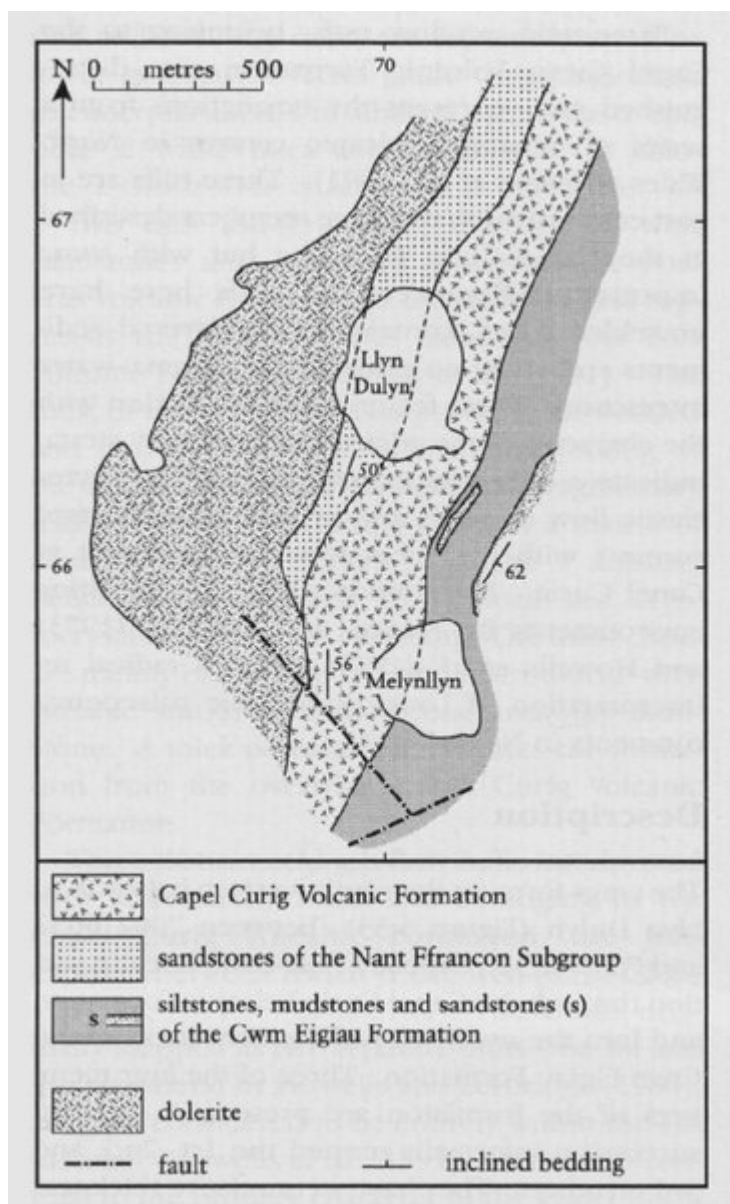 N 0 metres 500
70
67
Llyn
Dulyn
50
66
62
56
Melynllyn
Description
Capel Curig Volcanic Formation
sandstones of the Nant Ffrancon Subgroup
s siltstones, mudstones and sandstones (s)
of the Cwm Eigiau Formation
dolerite
fault inclined bedding